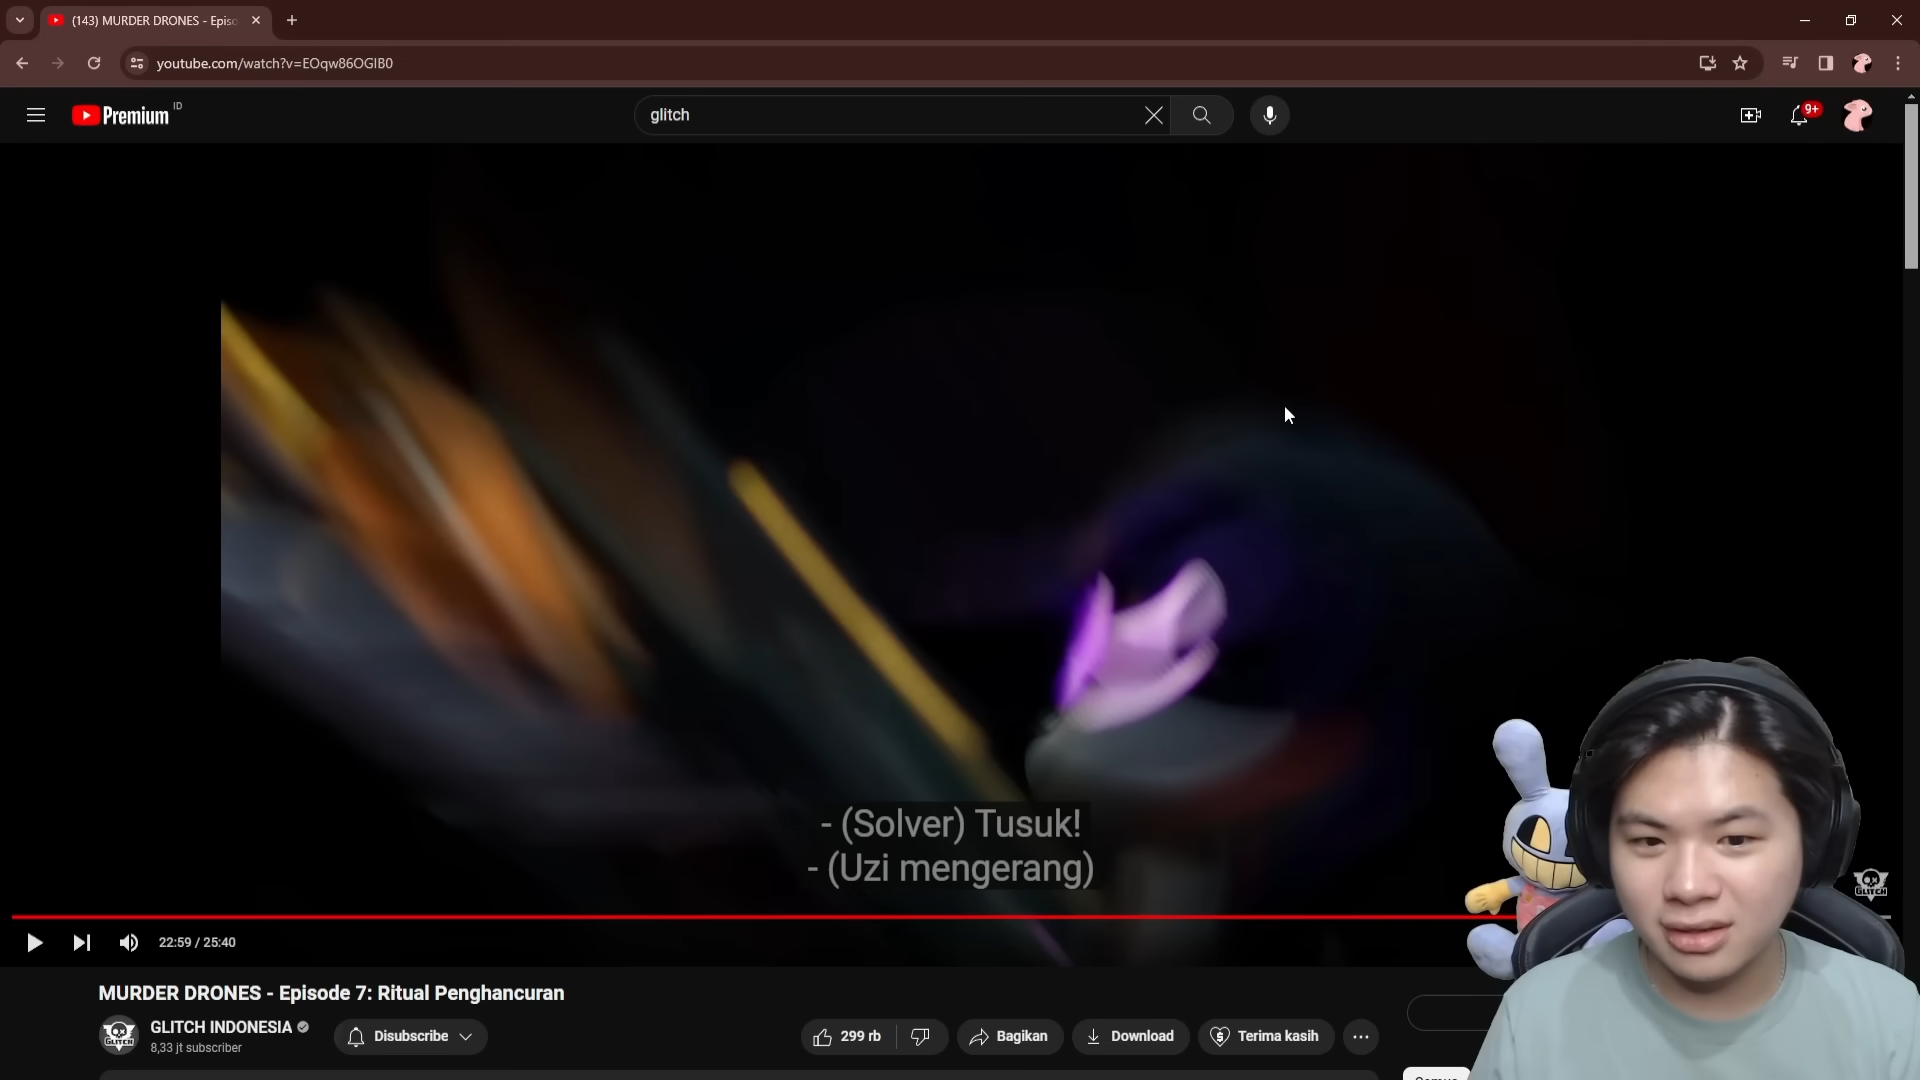 (143) MURDER DRONES - Episo
youtube.com/watch?v=EOqw86OGIB0
Premium ID
glitch
9+
- (Solver) Tusuk!
- (Uzi mengerang)
GLITCH
22:59 / 25:40
MURDER DRONES - Episode 7: Ritual Penghancuran
GLITCH INDONESIA
8,33 jt subscriber
Disubscribe
299 rb
Bagikan
Download
Terima kasih